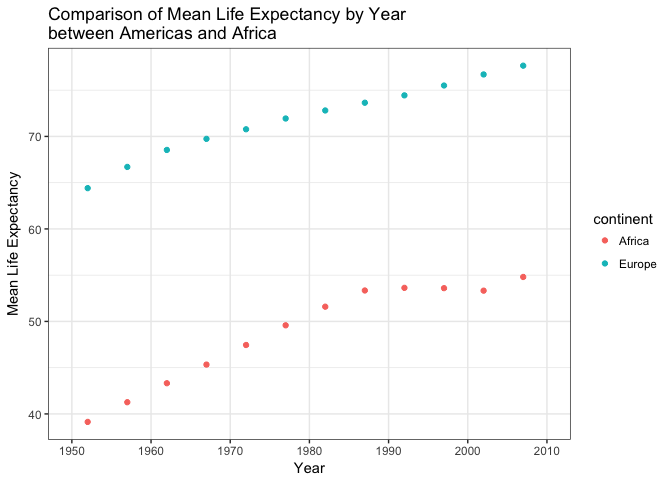 Comparison of Mean Life Expectancy by Year
between Americas and Africa
Mean Life Expectancy
70
60
50
40
1950
1960
1970
1980
1990
2000
2010
Year
continent
Africa
Europe